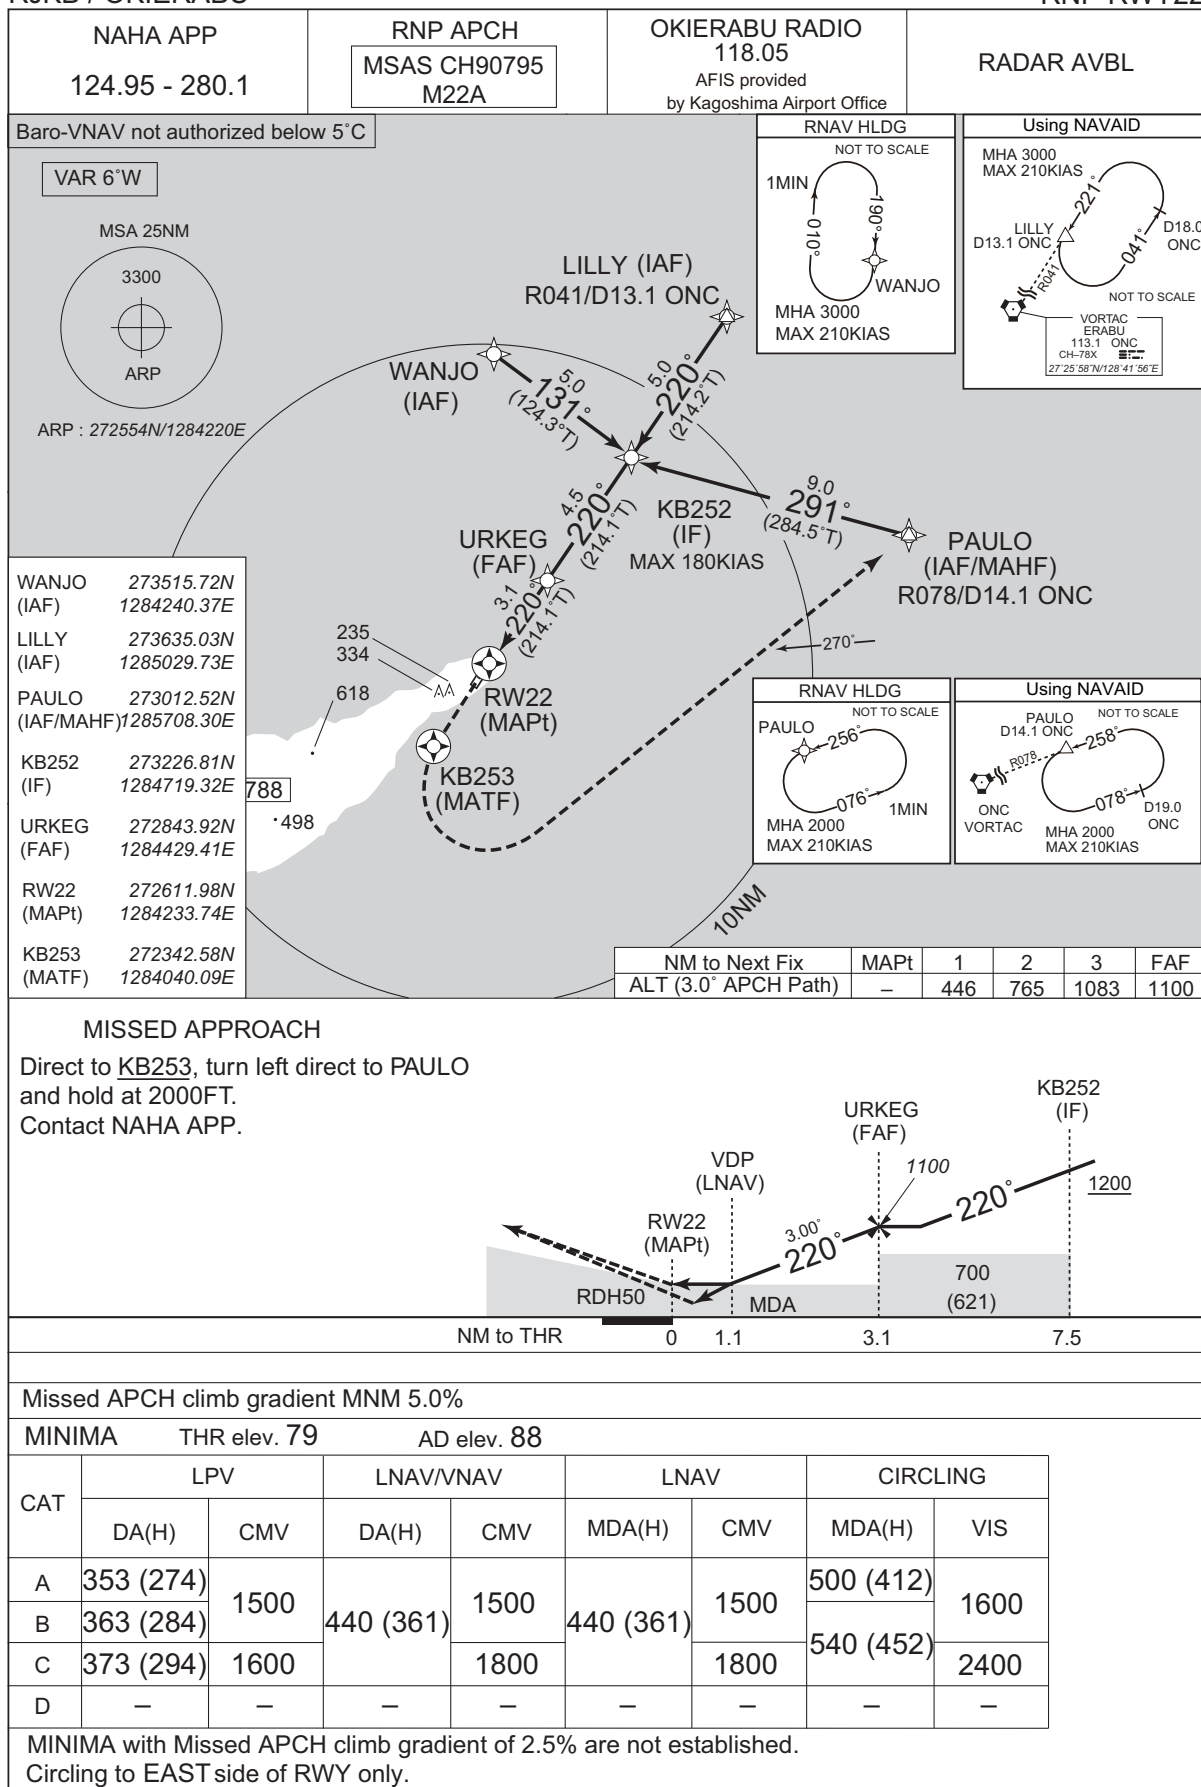 NAHA APP
124.95 - 280.1
RNP APCH
MSAS CH90795
M22A
OKIERABU RADIO
118.05
AFIS provided
by Kagoshima Airport Office
RADAR AVBL
Baro-VNAV not authorized below 5˚C
VAR 6˚W
MSA 25NM
3300
ARP
ARP : 272554N/1284220E
RNAV HLDG
NOT TO SCALE
1MIN
010°
190°
WANJO
MHA 3000
MAX 210KIAS
Using NAVAID
MHA 3000
MAX 210KIAS
221°
041°
LILLY
D13.1 ONC
D18.0
ONC
R041
NOT TO SCALE
VORTAC
ERABU
113.1 ONC
CH–78X
27˚25´58˝N/128˚41´56˝E
LILLY (IAF)
R041/D13.1 ONC
WANJO
(IAF)
5.0
131°
(124.3°T)
5.0
220°
(214.2˚T)
KB252
(IF)
MAX 180KIAS
9.0
291°
(284.5˚T)
PAULO
(IAF/MAHF)
R078/D14.1 ONC
4.5
220°
(214.1˚T)
URKEG
(FAF)
3.1
220°
(214.1˚T)
270°
235
334
618
RW22
(MAPt)
KB253
(MATF)
788
498
10NM
WANJO 273515.72N
(IAF) 1284240.37E
LILLY 273635.03N
(IAF) 1285029.73E
PAULO 273012.52N
(IAF/MAHF) 1285708.30E
KB252 273226.81N
(IF) 1284719.32E
URKEG 272843.92N
(FAF) 1284429.41E
RW22 272611.98N
(MAPt) 1284233.74E
KB253 272342.58N
(MATF) 1284040.09E
RNAV HLDG
NOT TO SCALE
PAULO
256°
076°
1MIN
MHA 2000
MAX 210KIAS
Using NAVAID
PAULO
D14.1 ONC
NOT TO SCALE
R078
258°
078°
D19.0
ONC
ONC
VORTAC
MHA 2000
MAX 210KIAS
NM to Next Fix MAPt 1 2 3 FAF
ALT (3.0˚ APCH Path) – 446 765 1083 1100
MISSED APPROACH
Direct to KB253, turn left direct to PAULO
and hold at 2000FT.
Contact NAHA APP.
KB252
(IF)
URKEG
(FAF)
1100
1200
VDP
(LNAV)
220°
RW22
(MAPt)
3.00°
220°
RDH50
MDA
700
(621)
NM to THR 0 1.1 3.1 7.5
Missed APCH climb gradient MNM 5.0%
MINIMA THR elev. 79 AD elev. 88
CAT LPV LNAV/VNAV LNAV CIRCLING
DA(H) CMV DA(H) CMV MDA(H) CMV MDA(H) VIS
A 353 (274) 1500 440 (361) 1500 440 (361) 1500 500 (412) 1600
B 363 (284) 540 (452)
C 373 (294) 1600 1800 1800 2400
D – – – – – – – –
MINIMA with Missed APCH climb gradient of 2.5% are not established.
Circling to EAST side of RWY only.